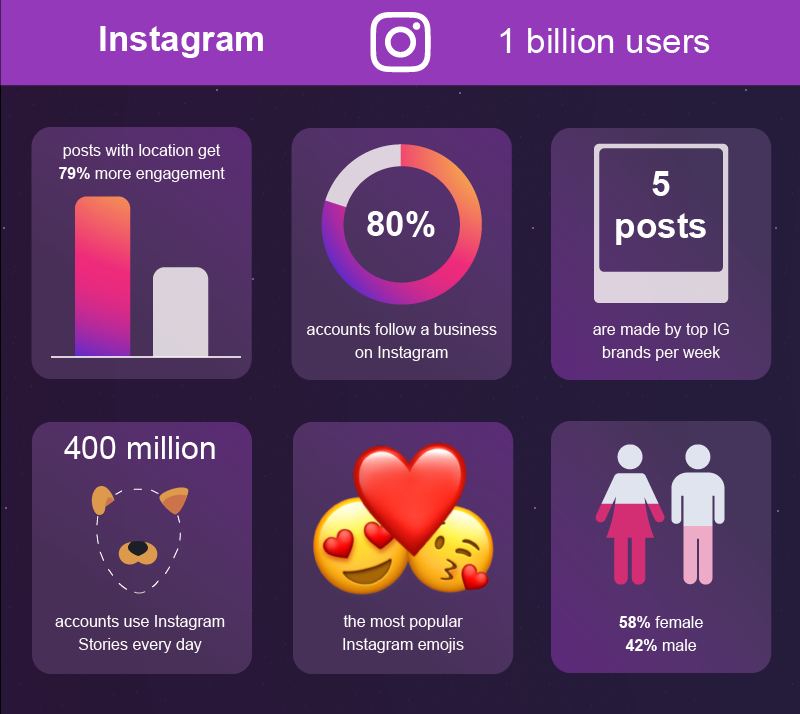 Instagram
1 billion users
posts with location get
79% more engagement
80%
accounts follow a business
on Instagram
5
posts
are made by top IG
brands per week
400 million
accounts use Instagram
Stories every day
the most popular
Instagram emojis
58% female
42% male